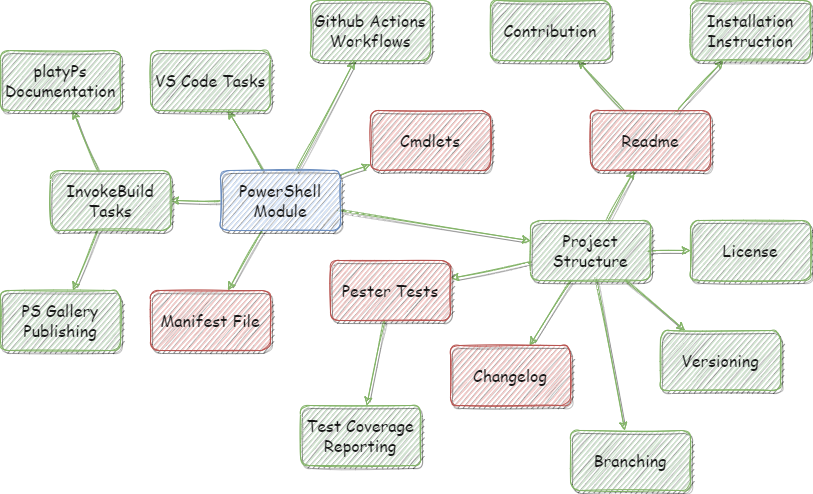 Github Actions
Workflows
Contribution
Installation
Instruction
platyPs
Documentation
VS Code Tasks
Cmdlets
Readme
InvokeBuild
Tasks
PowerShell
Module
Project
Structure
License
Pester Tests
PS Gallery
Publishing
Manifest File
Versioning
Changelog
Test Coverage
Reporting
Branching